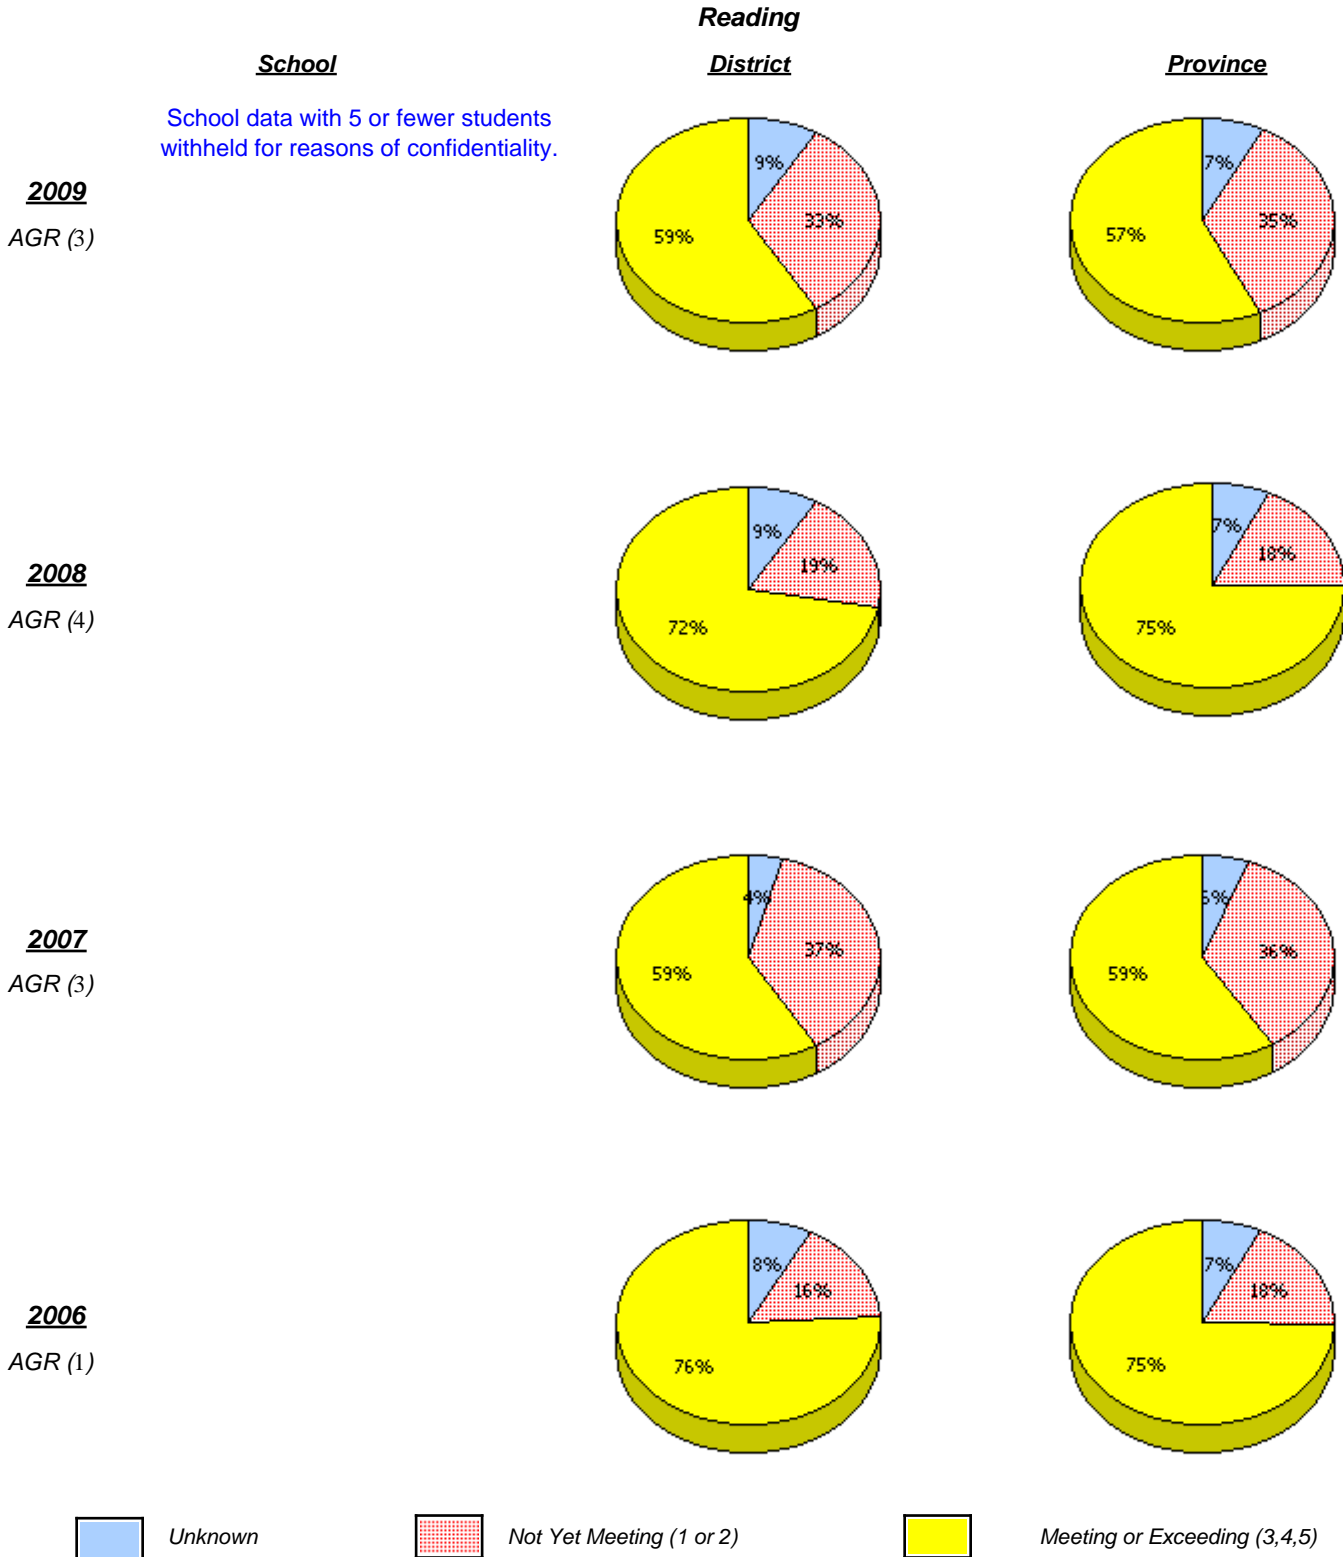 Reading
School District Province
School data with 5 or fewer students
withheld for reasons of confidentiality.
2009
AGR (3)
9% 33% 59%
7% 35% 57%
2008
AGR (4)
9% 19% 72%
7% 18% 75%
2007
AGR (3)
4% 37% 59%
5% 36% 59%
2006
AGR (1)
8% 16% 76%
7% 18% 75%
Unknown Not Yet Meeting (1 or 2) Meeting or Exceeding (3,4,5)